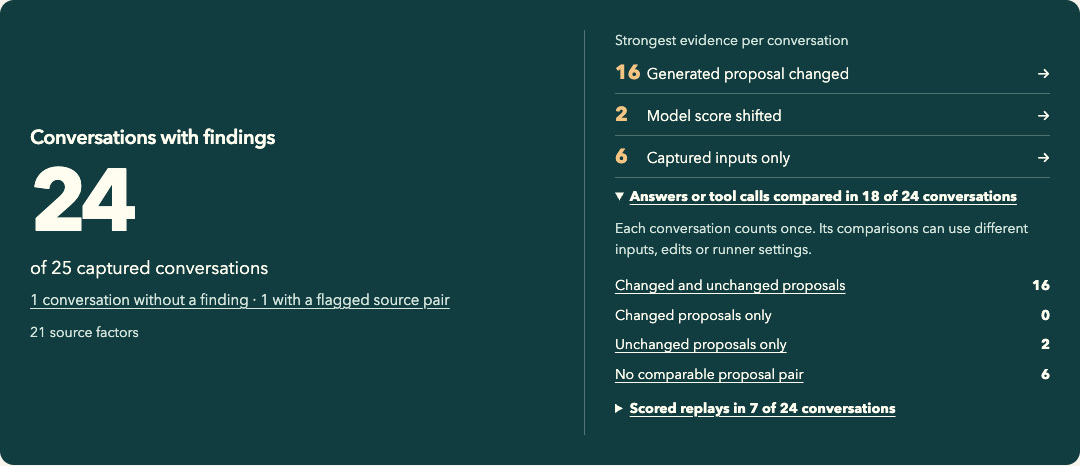 Conversations with findings
24
of 25 captured conversations
1 conversation without a finding · 1 with a flagged source pair
21 source factors
Strongest evidence per conversation
16 Generated proposal changed →
2 Model score shifted →
6 Captured inputs only →
▼ Answers or tool calls compared in 18 of 24 conversations
Each conversation counts once. Its comparisons can use different
inputs, edits or runner settings.
Changed and unchanged proposals 16
Changed proposals only 0
Unchanged proposals only 2
No comparable proposal pair 6
▶ Scored replays in 7 of 24 conversations